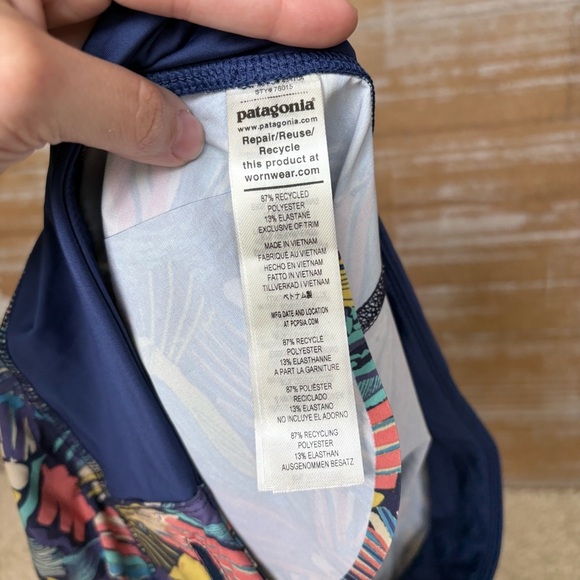 STY# 76015
patagonia®
www.patagonia.com
Repair/Reuse/
Recycle
this product at
wornwear.com
87% RECYCLED
POLYESTER
13% ELASTANE
EXCLUSIVE OF TRIM
MADE IN VIETNAM
FABRIQUÉ AU VIETNAM
HECHO EN VIETNAM
FATTO IN VIETNAM
TILLVERKAD I VIETNAM
ベトナム製
MFG DATE AND LOCATION
AT PCPSIA.COM
87% RECYCLE
POLYESTER
13% ELASTHANNE
A PART LA GARNITURE
87% POLIÉSTER
RECICLADO
13% ELASTANO
NO INCLUYE EL ADORNO
87% RECYCLING
POLYESTER
13% ELASTHAN
AUSGENOMMEN BESATZ